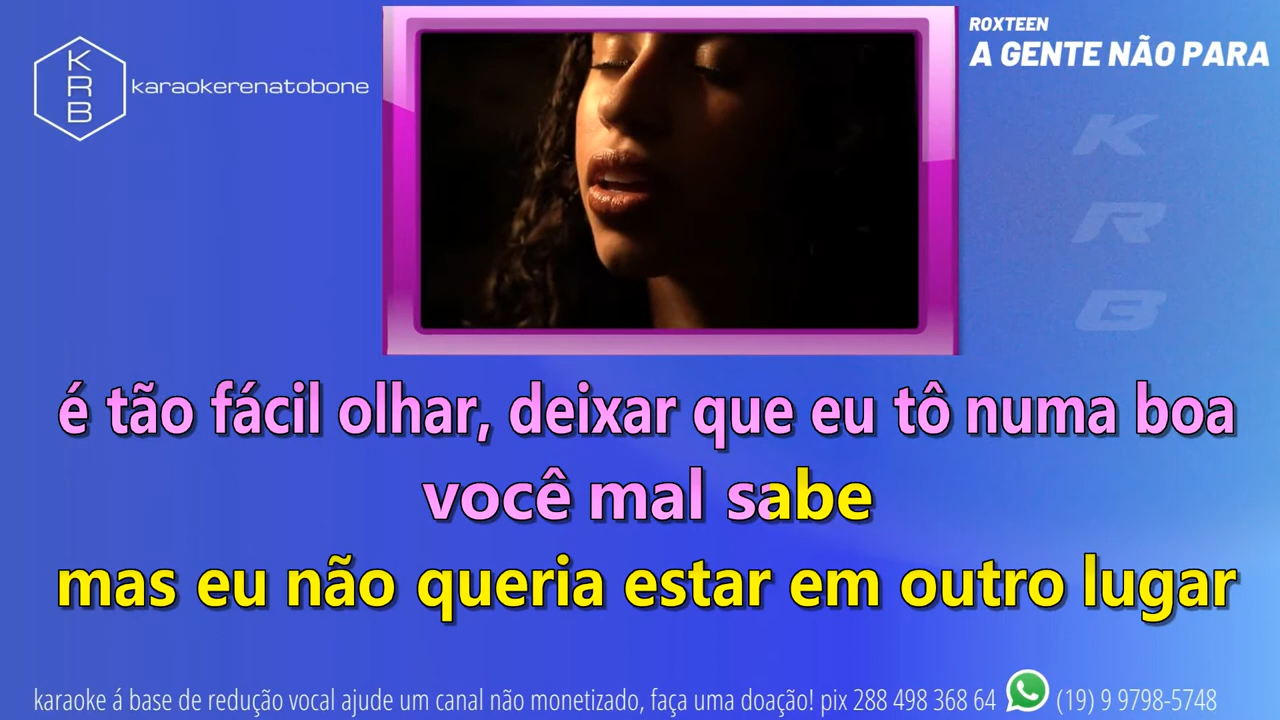 K
R
B
karaokerenatobone
ROXTEEN
A GENTE NÃO PARA
K
R
B
é tão fácil olhar, deixar que eu tô numa boa
você mal sabe
mas eu não queria estar em outro lugar
karaoke á base de redução vocal ajude um canal não monetizado, faça uma doação! pix 288 498 368 64 (19) 9 9798-5748